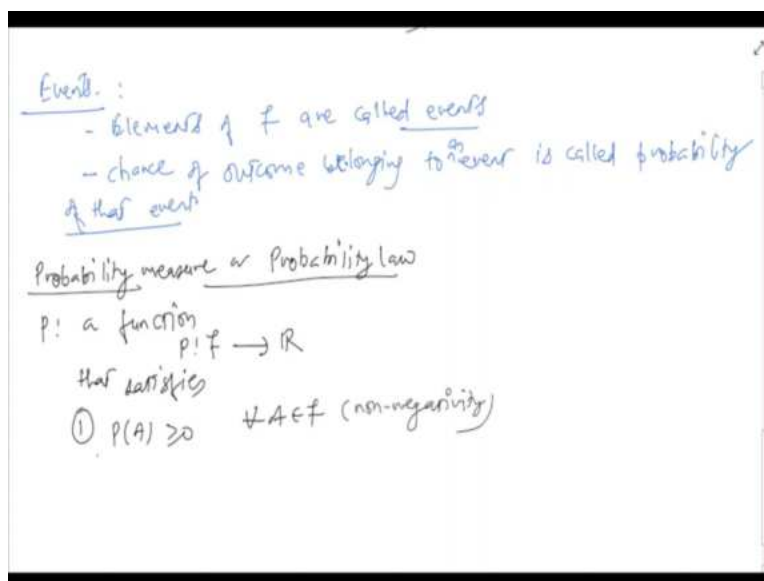 Events :
- Elements of F are called events
- chance of outcome belonging to an event is called probability
of that event
Probability measure or Probability law
P: a function
P: F → ℝ
that satisfies
① P(A) ≥ 0 ∀ A ∈ F (non-negativity)